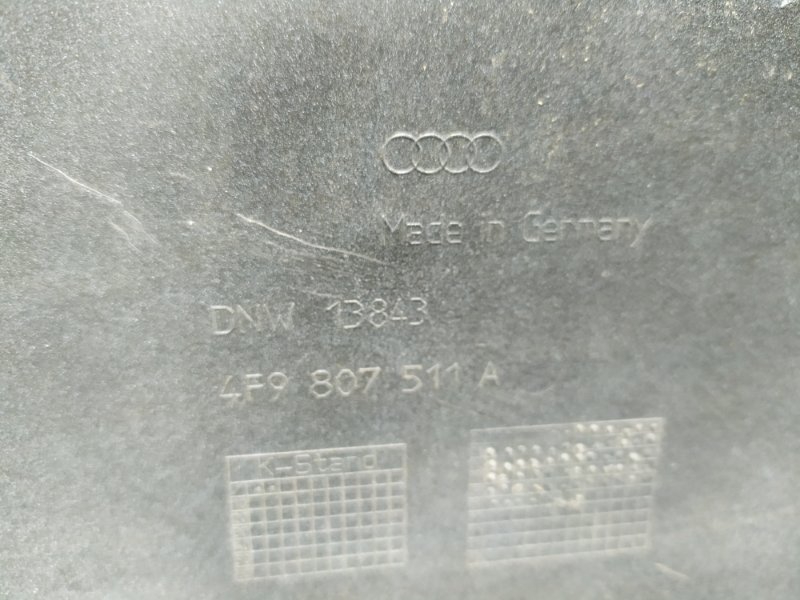 Made in Germany
DNW 13843
4F9 807 511 A
K-Stand